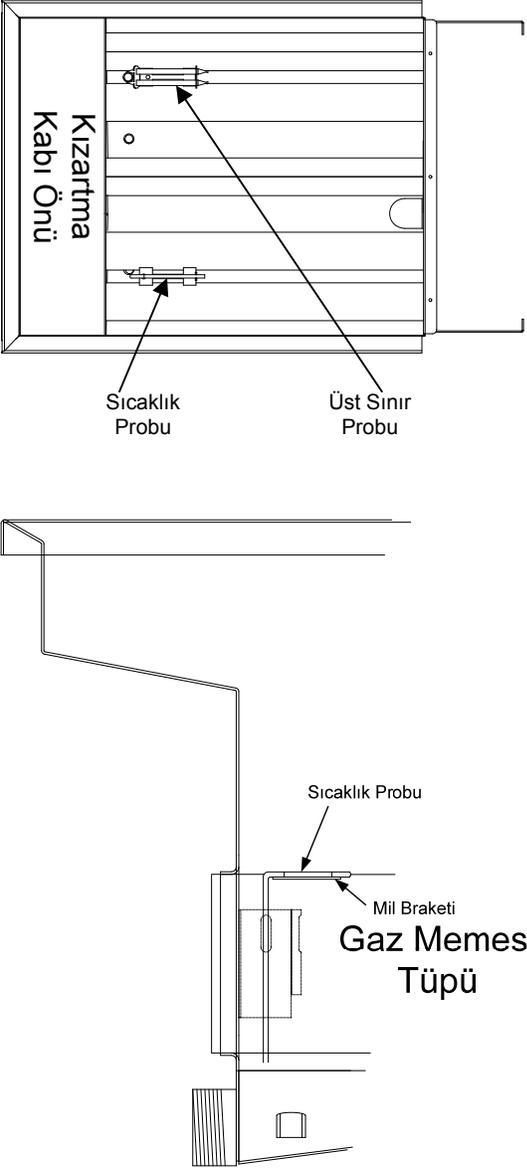 Kızartma
Kabı Önü
Sıcaklık
Probu
Üst Sınır
Probu
Sıcaklık Probu
Mil Braketi
Gaz Memes
Tüpü